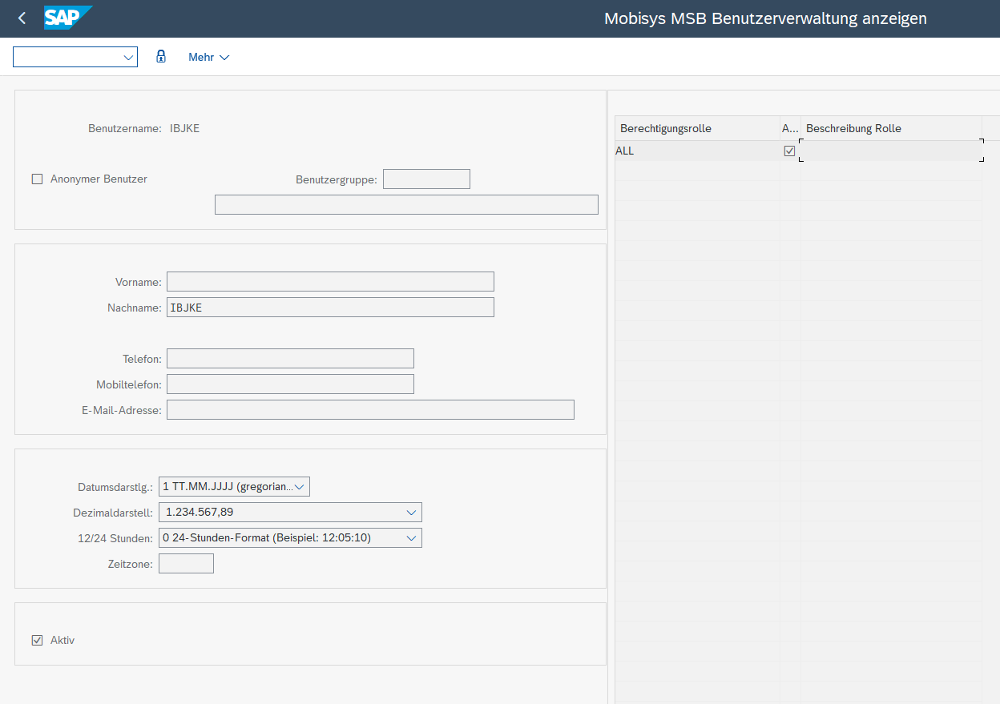 SAP
Mobisys MSB Benutzerverwaltung anzeigen
Mehr
Benutzername: IBJKE
Anonymer Benutzer
Benutzergruppe:
Vorname:
Nachname: IBJKE
Telefon:
Mobiltelefon:
E-Mail-Adresse:
Datumsdarstlg.: 1 TT.MM.JJJJ (gregorian...
Dezimaldarstell: 1.234.567,89
12/24 Stunden: 0 24-Stunden-Format (Beispiel: 12:05:10)
Zeitzone:
Aktiv
Berechtigungsrolle A... Beschreibung Rolle
ALL